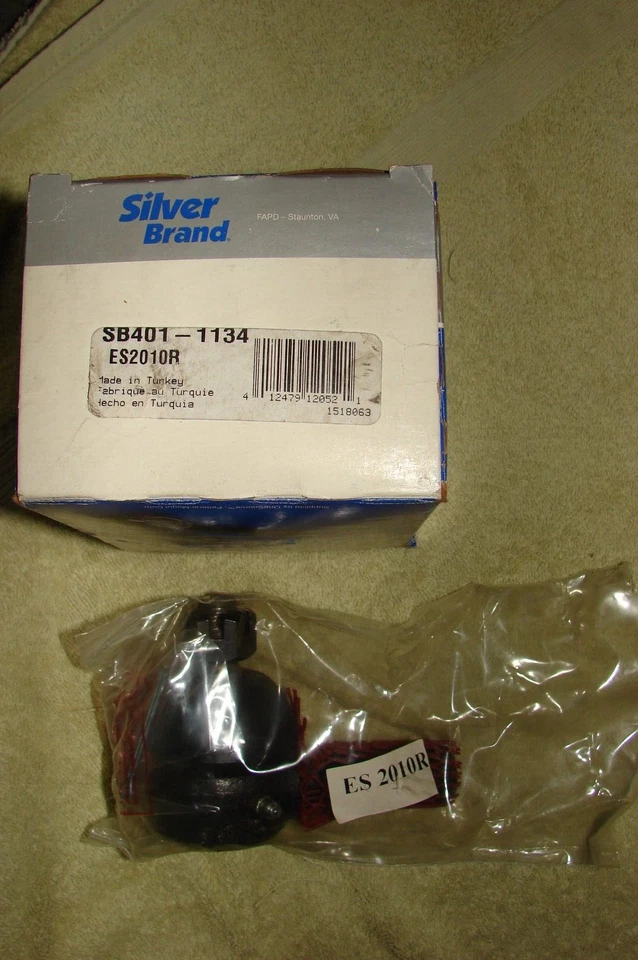 Silver
Brand
FAPD - Staunton, VA
SB401-1134
ES2010R
Made in Turkey
Fabrique au Turquie
Hecho en Turquia
4 12479 12052 1
1518063
ES 2010R